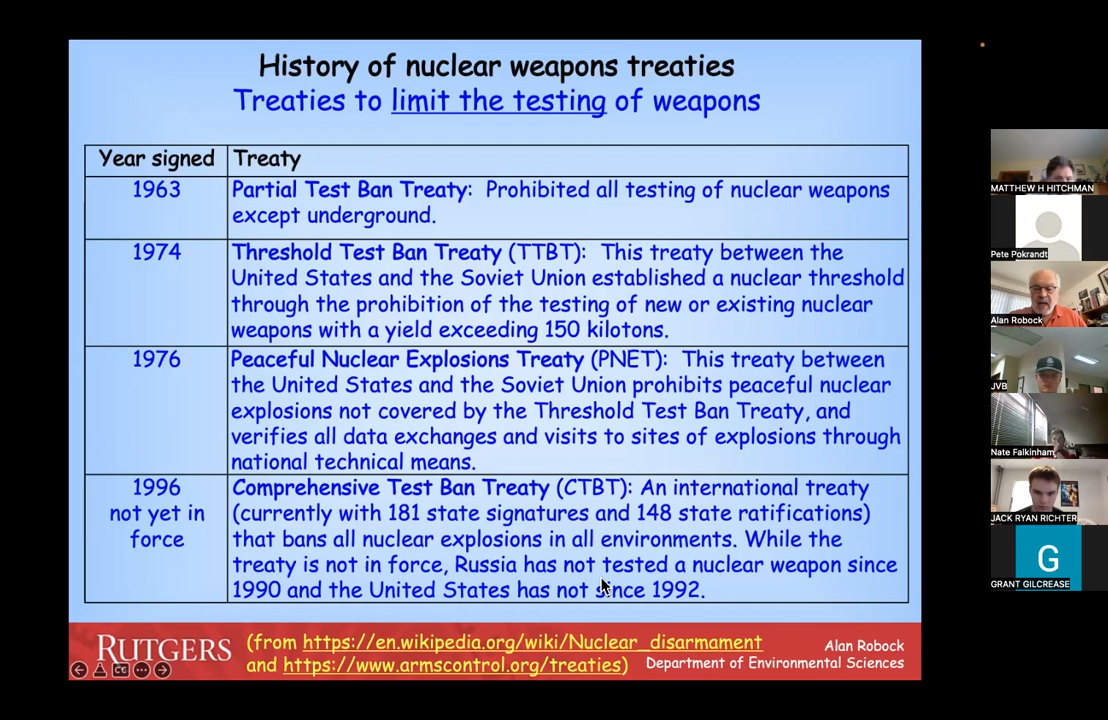 History of nuclear weapons treaties
Treaties to limit the testing of weapons
Year signed Treaty
1963 Partial Test Ban Treaty: Prohibited all testing of nuclear weapons
except underground.
1974 Threshold Test Ban Treaty (TTBT): This treaty between the
United States and the Soviet Union established a nuclear threshold
through the prohibition of the testing of new or existing nuclear
weapons with a yield exceeding 150 kilotons.
1976 Peaceful Nuclear Explosions Treaty (PNET): This treaty between
the United States and the Soviet Union prohibits peaceful nuclear
explosions not covered by the Threshold Test Ban Treaty, and
verifies all data exchanges and visits to sites of explosions through
national technical means.
1996 Comprehensive Test Ban Treaty (CTBT): An international treaty
not yet in (currently with 181 state signatures and 148 state ratifications)
force that bans all nuclear explosions in all environments. While the
treaty is not in force, Russia has not tested a nuclear weapon since
1990 and the United States has not since 1992.
RUTGERS
(from https://en.wikipedia.org/wiki/Nuclear_disarmament
and https://www.armscontrol.org/treaties)
Alan Robock
Department of Environmental Sciences
MATTHEW H HITCHMAN
Pete Pokrandt
Alan Robock
JVB
Nate Falkinham
JACK RYAN RICHTER
G
GRANT GILCREASE